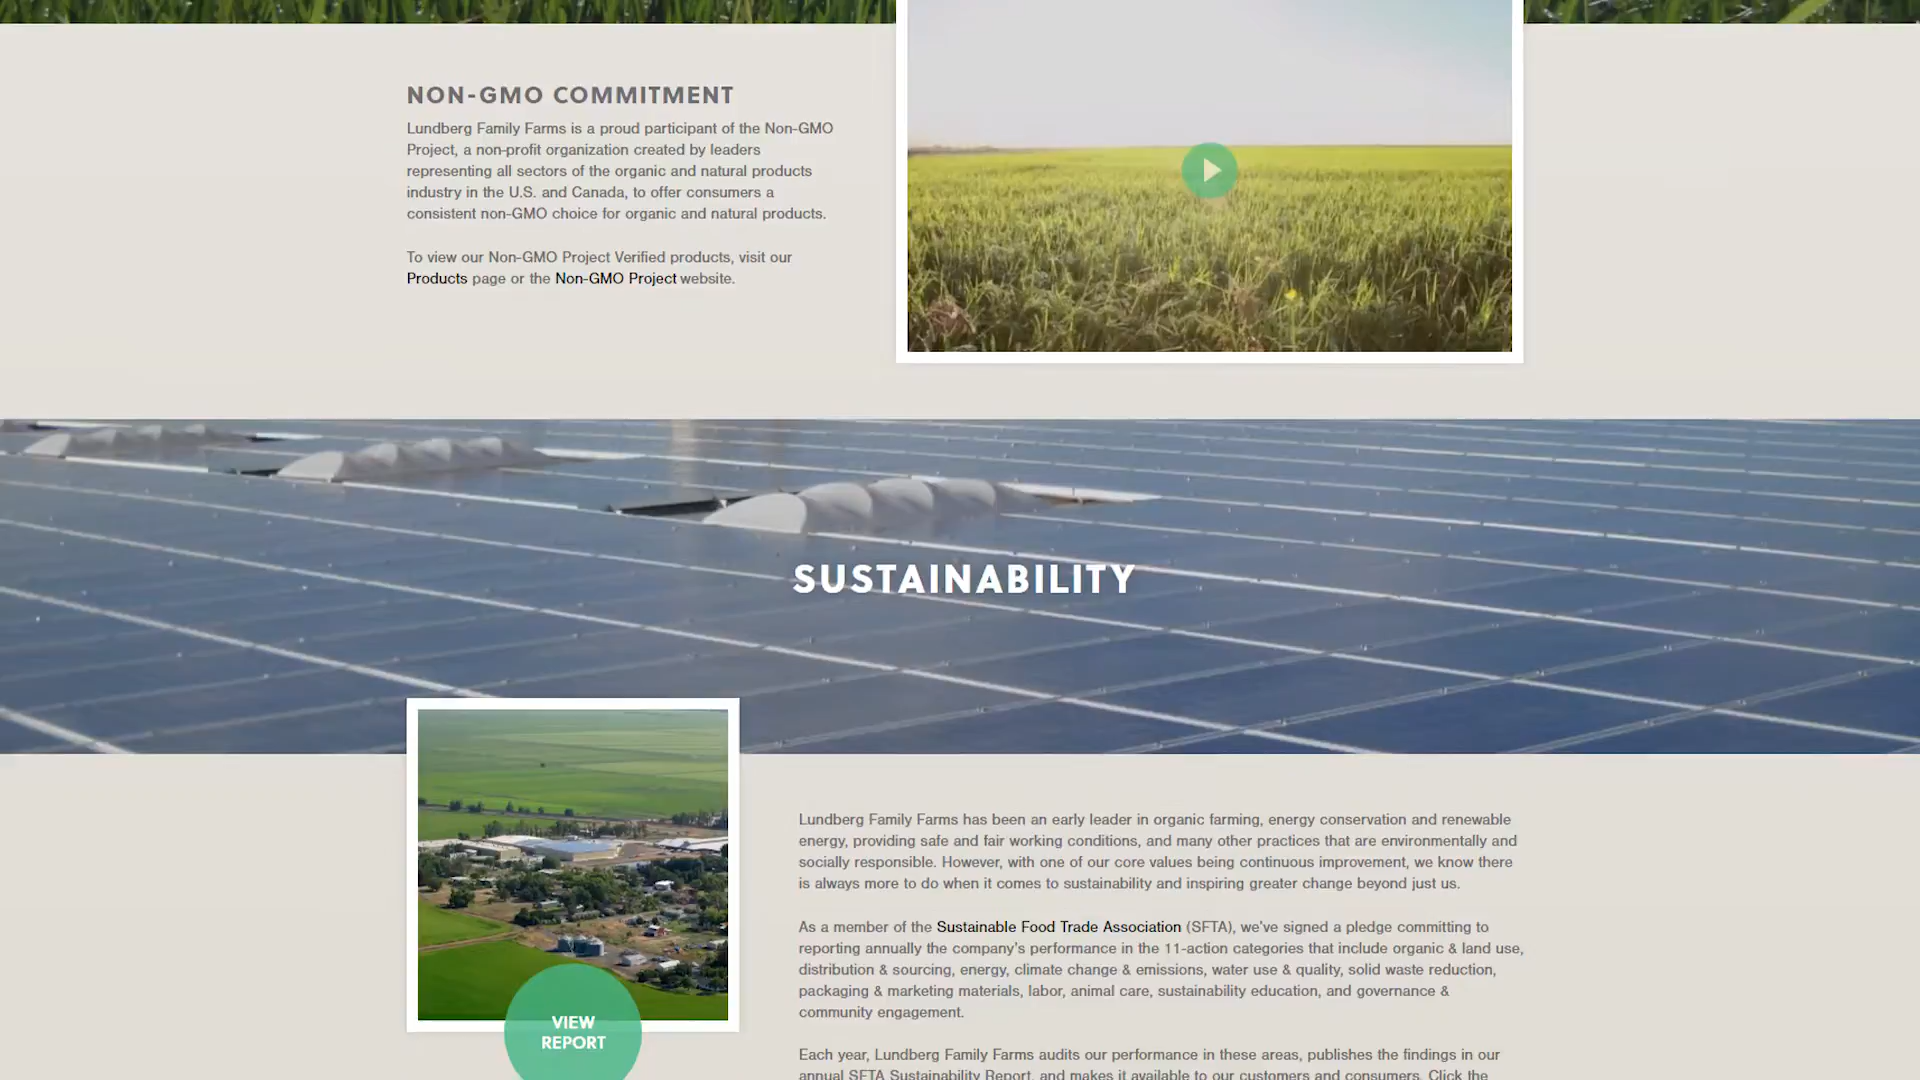 NON-GMO COMMITMENT
Lundberg Family Farms is a proud participant of the Non-GMO
Project, a non-profit organization created by leaders
representing all sectors of the organic and natural products
industry in the U.S. and Canada, to offer consumers a
consistent non-GMO choice for organic and natural products.
To view our Non-GMO Project Verified products, visit our
Products page or the Non-GMO Project website.
SUSTAINABILITY
VIEW
REPORT
Lundberg Family Farms has been an early leader in organic farming, energy conservation and renewable
energy, providing safe and fair working conditions, and many other practices that are environmentally and
socially responsible. However, with one of our core values being continuous improvement, we know there
is always more to do when it comes to sustainability and inspiring greater change beyond just us.
As a member of the Sustainable Food Trade Association (SFTA), we've signed a pledge committing to
reporting annually the company's performance in the 11-action categories that include organic & land use,
distribution & sourcing, energy, climate change & emissions, water use & quality, solid waste reduction,
packaging & marketing materials, labor, animal care, sustainability education, and governance &
community engagement.
Each year, Lundberg Family Farms audits our performance in these areas, publishes the findings in our
annual SFTA Sustainability Report, and makes it available to our customers and consumers. Click the